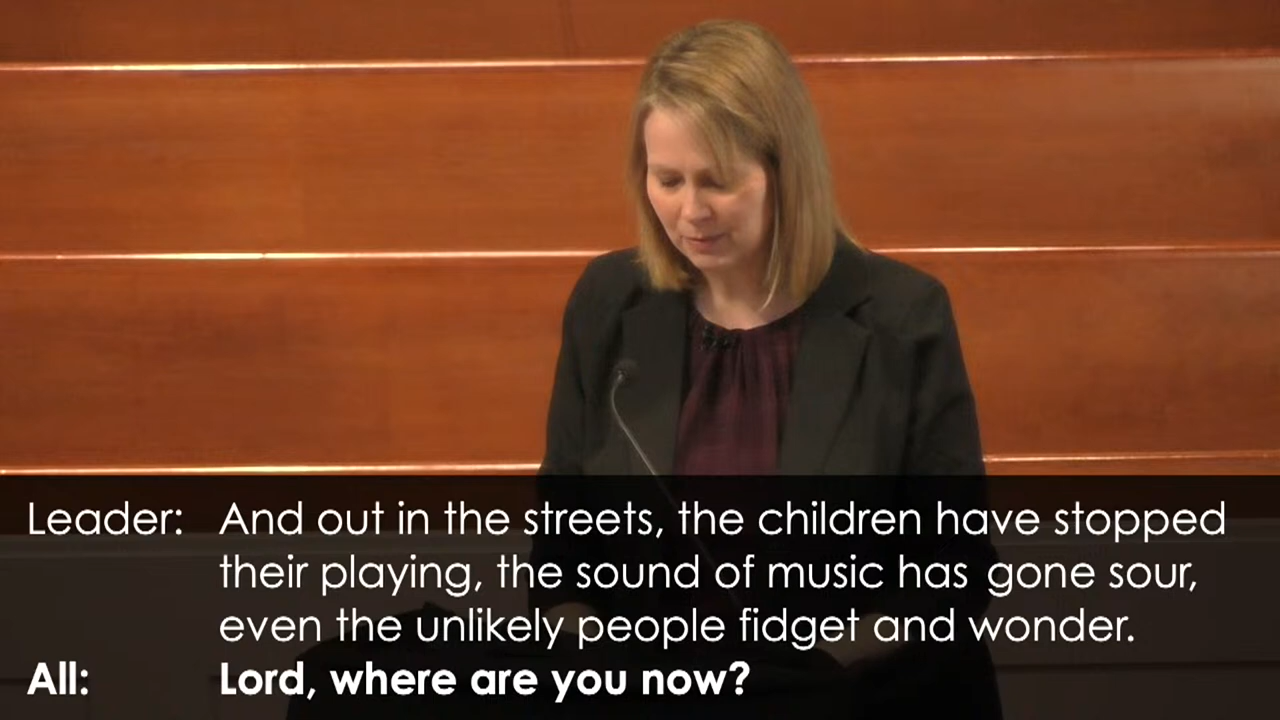 Leader: And out in the streets, the children have stopped
their playing, the sound of music has gone sour,
even the unlikely people fidget and wonder.
All: Lord, where are you now?